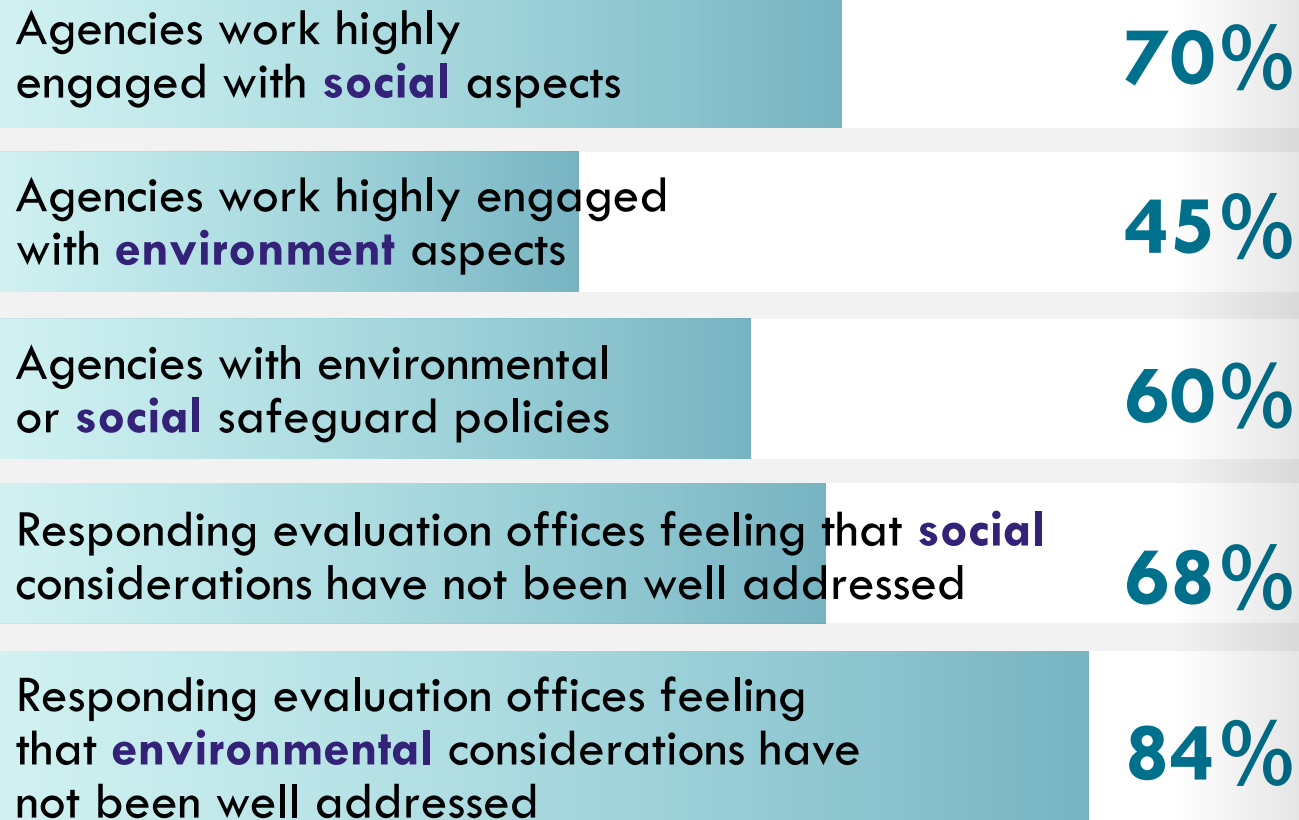 Agencies work highly
engaged with social aspects
70%
Agencies work highly engaged
with environment aspects
45%
Agencies with environmental
or social safeguard policies
60%
Responding evaluation offices feeling that social
considerations have not been well addressed
68%
Responding evaluation offices feeling
that environmental considerations have
not been well addressed
84%